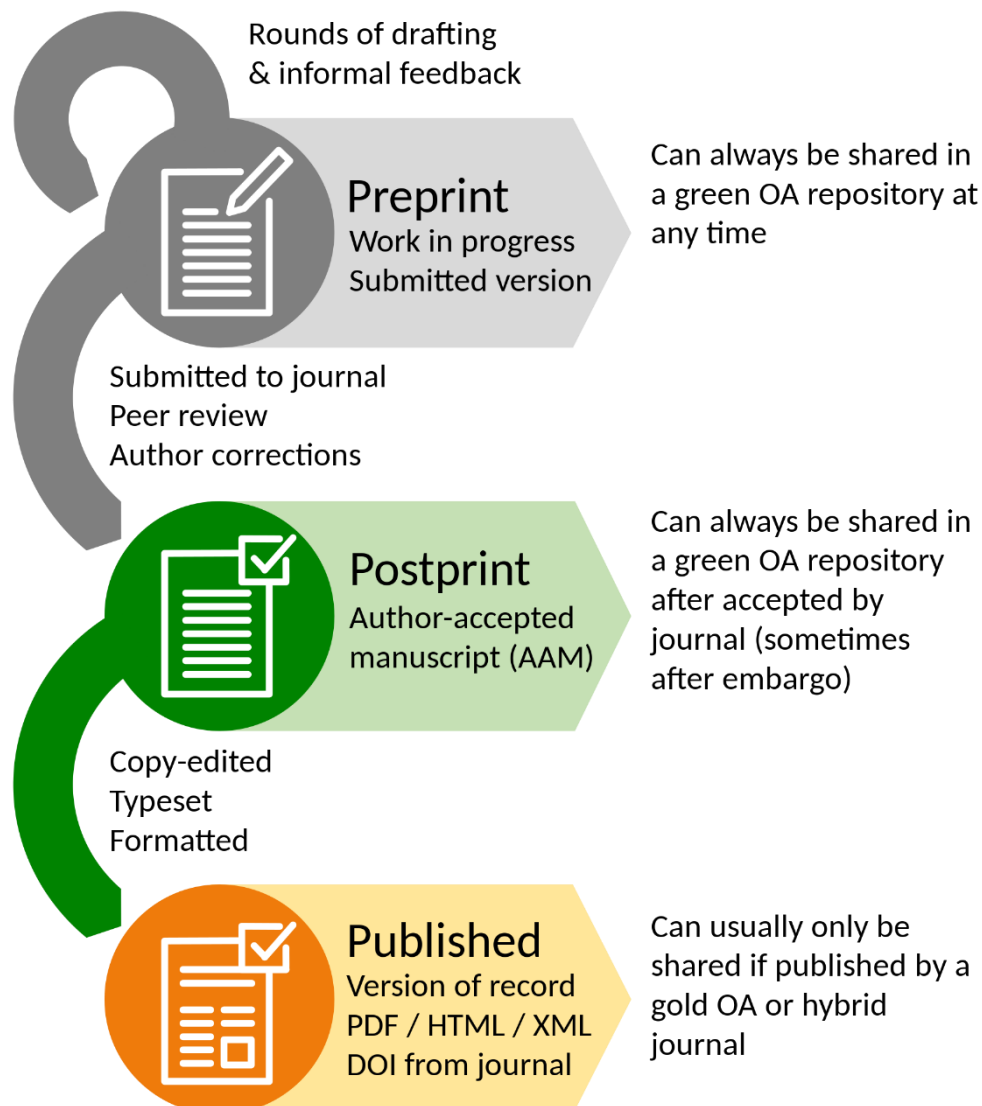 Rounds of drafting
& informal feedback
Preprint
Work in progress
Submitted version
Can always be shared in
a green OA repository at
any time
Submitted to journal
Peer review
Author corrections
Postprint
Author-accepted
manuscript (AAM)
Can always be shared in
a green OA repository
after accepted by
journal (sometimes
after embargo)
Copy-edited
Typeset
Formatted
Published
Version of record
PDF / HTML / XML
DOI from journal
Can usually only be
shared if published by a
gold OA or hybrid
journal